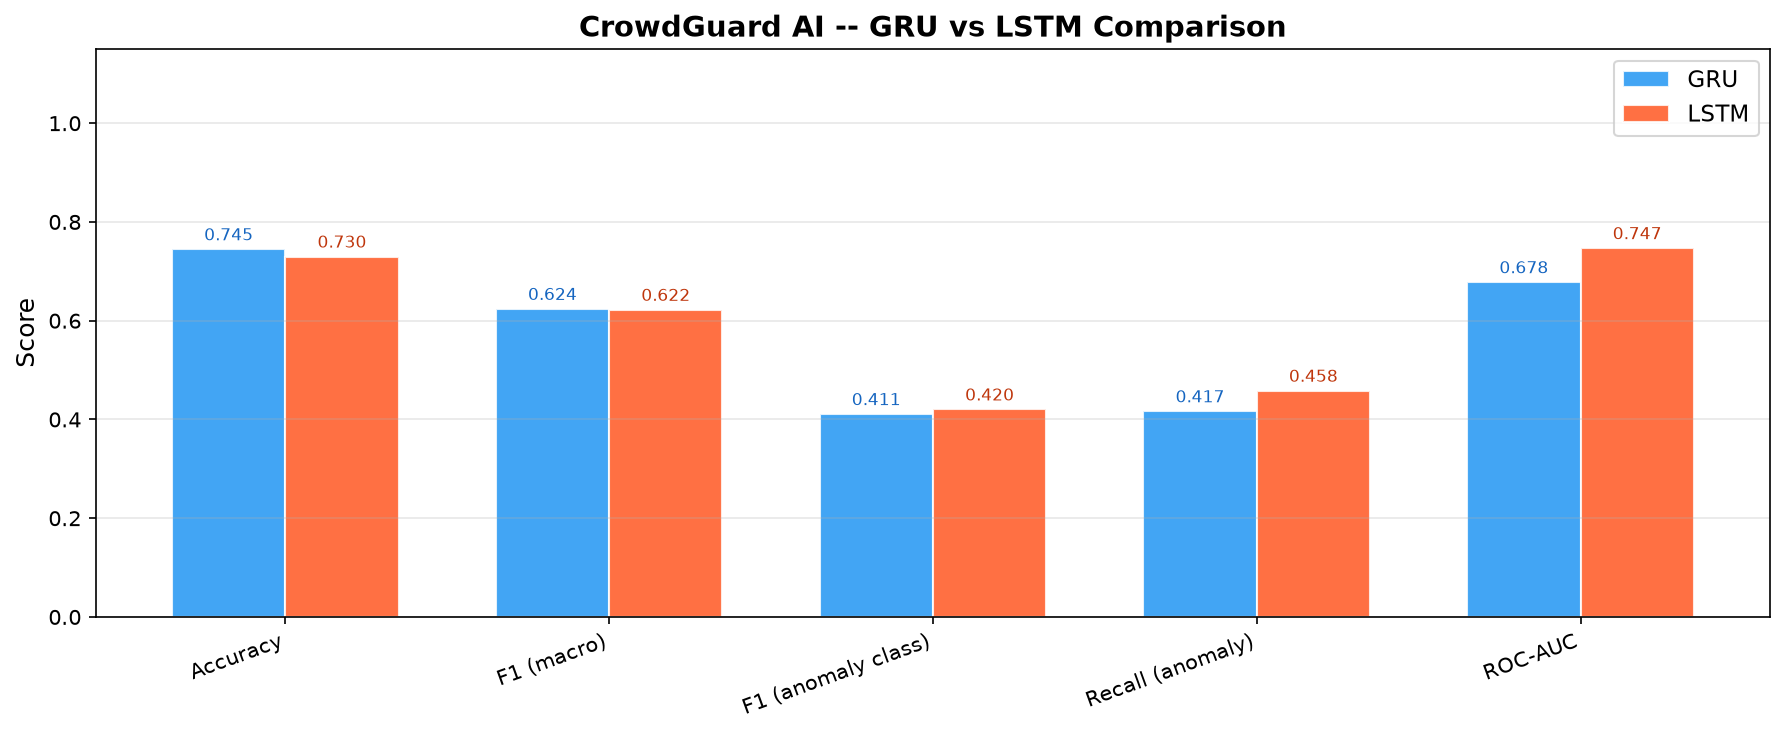 CrowdGuard AI -- GRU vs LSTM Comparison
GRU
LSTM
Score
1.0
0.8
0.6
0.4
0.2
0.0
0.745
0.730
0.624
0.622
0.411
0.420
0.417
0.458
0.678
0.747
Accuracy
F1 (macro)
F1 (anomaly class)
Recall (anomaly)
ROC-AUC